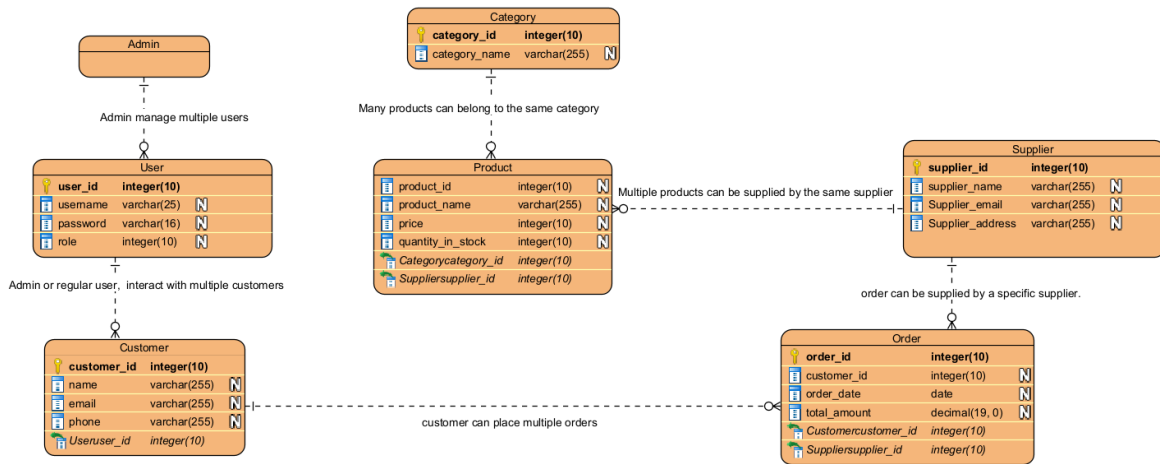 Admin
Admin manage multiple users
User
user_id integer(10)
username varchar(25) N
password varchar(16) N
role integer(10) N
Admin or regular user, interact with multiple customers
Customer
customer_id integer(10)
name varchar(255) N
email varchar(255) N
phone varchar(255) N
Useruser_id integer(10)
Category
category_id integer(10)
category_name varchar(255) N
Many products can belong to the same category
Product
product_id integer(10) N
product_name varchar(255) N
price integer(10) N
quantity_in_stock integer(10) N
Categorycategory_id integer(10)
Suppliersupplier_id integer(10)
Multiple products can be supplied by the same supplier
Supplier
supplier_id integer(10)
supplier_name varchar(255) N
Supplier_email varchar(255) N
Supplier_address varchar(255) N
order can be supplied by a specific supplier.
Order
order_id integer(10)
customer_id integer(10) N
order_date date N
total_amount decimal(19, 0) N
Customercustomer_id integer(10)
Suppliersupplier_id integer(10)
customer can place multiple orders